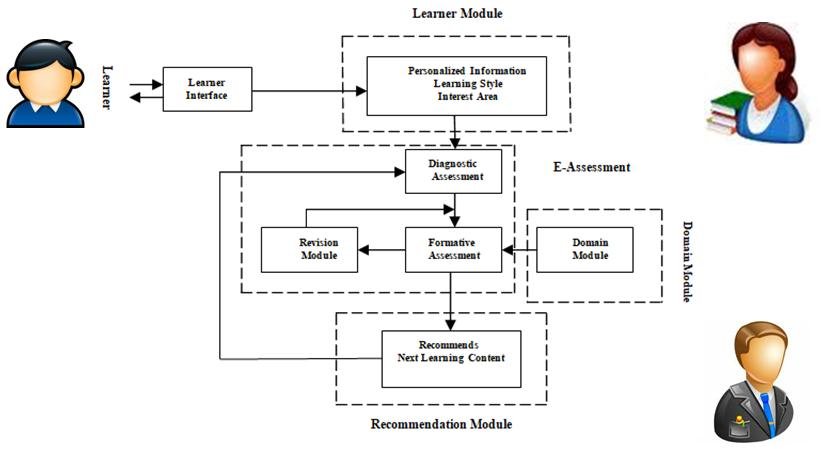 Learner Module
Learner
Learner
Interface
Personalized Information
Learning Style
Interest Area
Diagnostic
Assessment
E-Assessment
Revision
Module
Formative
Assessment
Domain
Module
Domain Module
Recommends
Next Learning Content
Recommendation Module